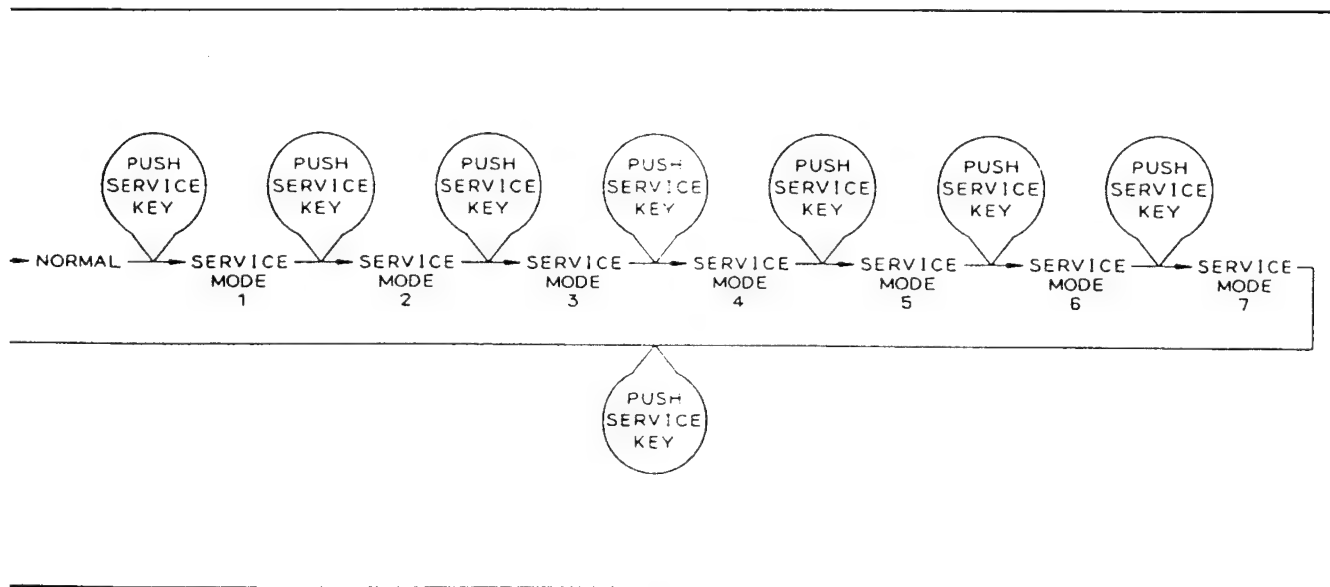 PUSH SERVICE KEY
PUSH SERVICE KEY
PUSH SERVICE KEY
PUSH SERVICE KEY
PUSH SERVICE KEY
PUSH SERVICE KEY
PUSH SERVICE KEY
NORMAL
SERVICE MODE 1
SERVICE MODE 2
SERVICE MODE 3
SERVICE MODE 4
SERVICE MODE 5
SERVICE MODE 6
SERVICE MODE 7
PUSH SERVICE KEY